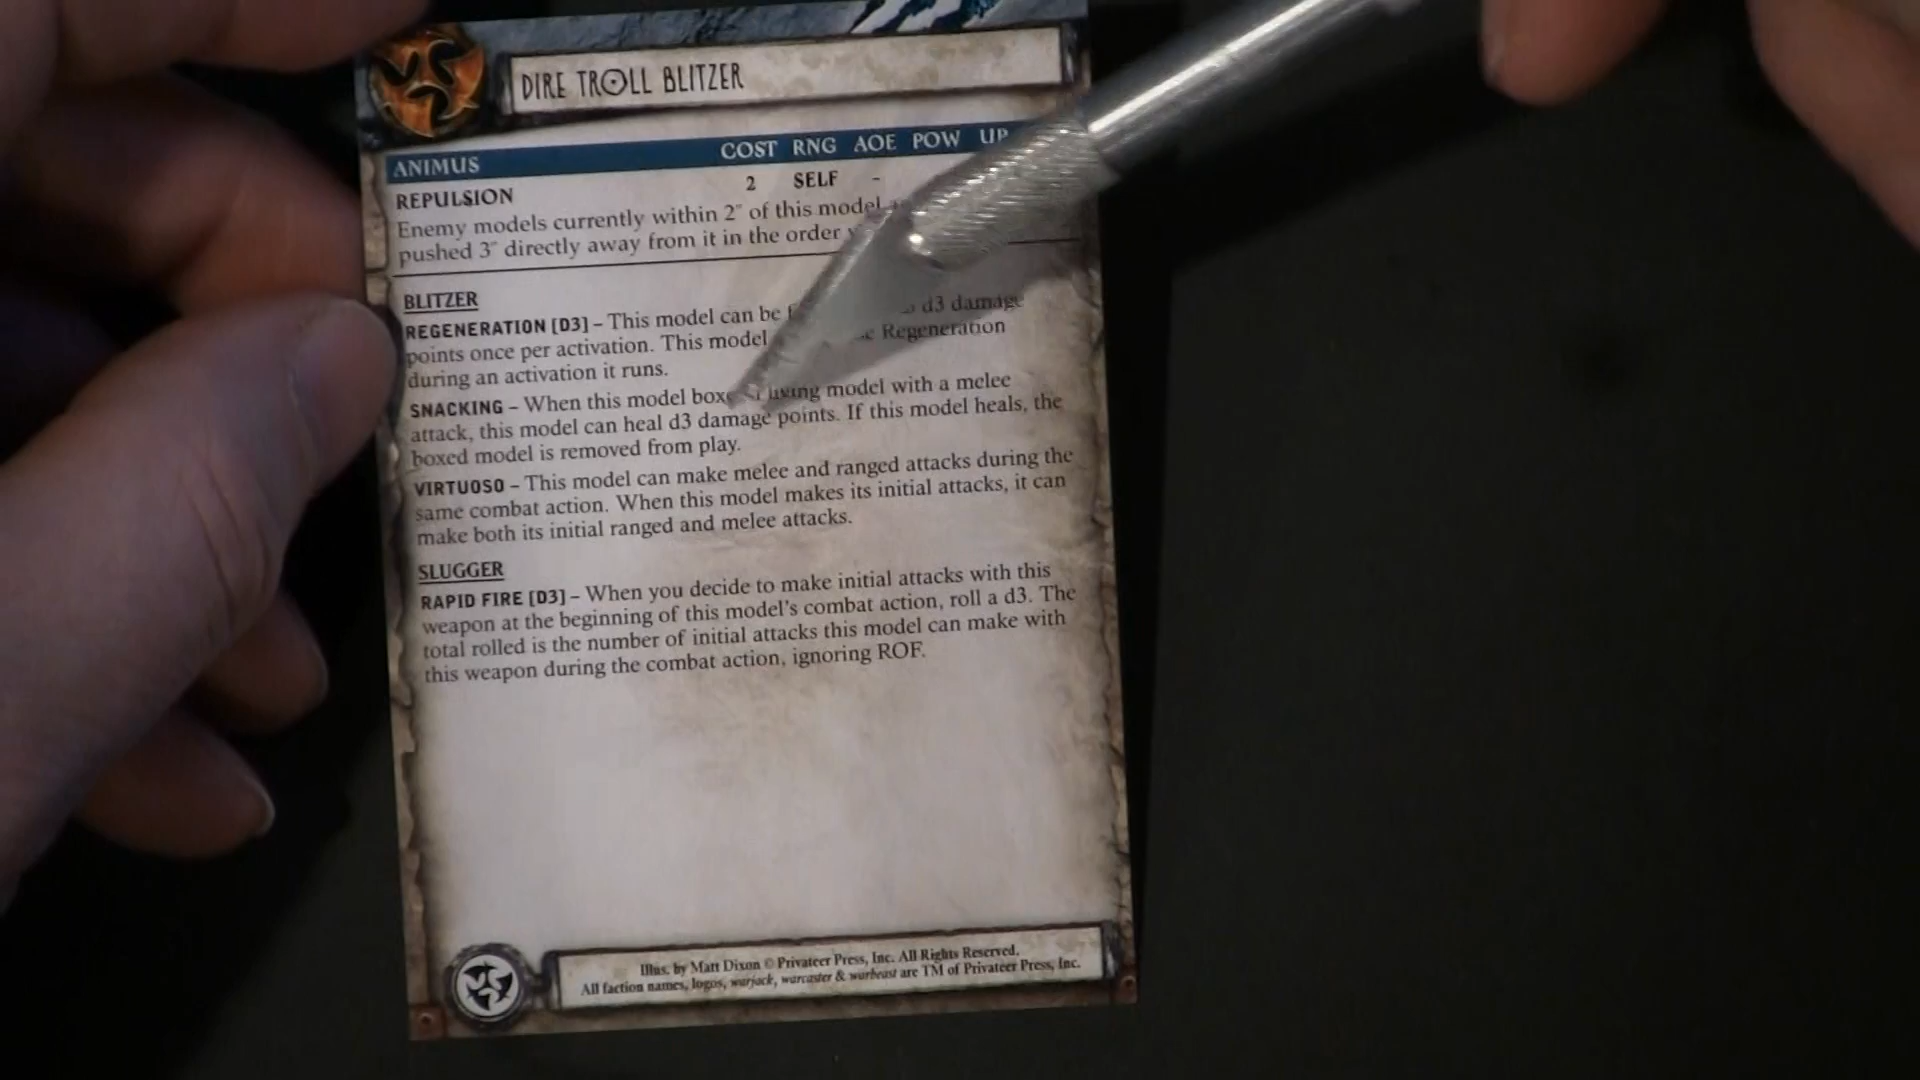 DIRE TROLL BLITZER
ANIMUS COST RNG AOE POW UP
REPULSION 2 SELF -
Enemy models currently within 2" of this model
pushed 3" directly away from it in the order
BLITZER
REGENERATION [D3] – This model can be d3 damage
points once per activation. This model Regeneration
during an activation it runs.
SNACKING – When this model boxes a living model with a melee
attack, this model can heal d3 damage points. If this model heals, the
boxed model is removed from play.
VIRTUOSO – This model can make melee and ranged attacks during the
same combat action. When this model makes its initial attacks, it can
make both its initial ranged and melee attacks.
SLUGGER
RAPID FIRE [D3] – When you decide to make initial attacks with this
weapon at the beginning of this model's combat action, roll a d3. The
total rolled is the number of initial attacks this model can make with
this weapon during the combat action, ignoring ROF.
Illus. by Matt Dixon © Privateer Press, Inc. All Rights Reserved.
All faction names, logos, warjack, warcaster & warbeast are TM of Privateer Press, Inc.